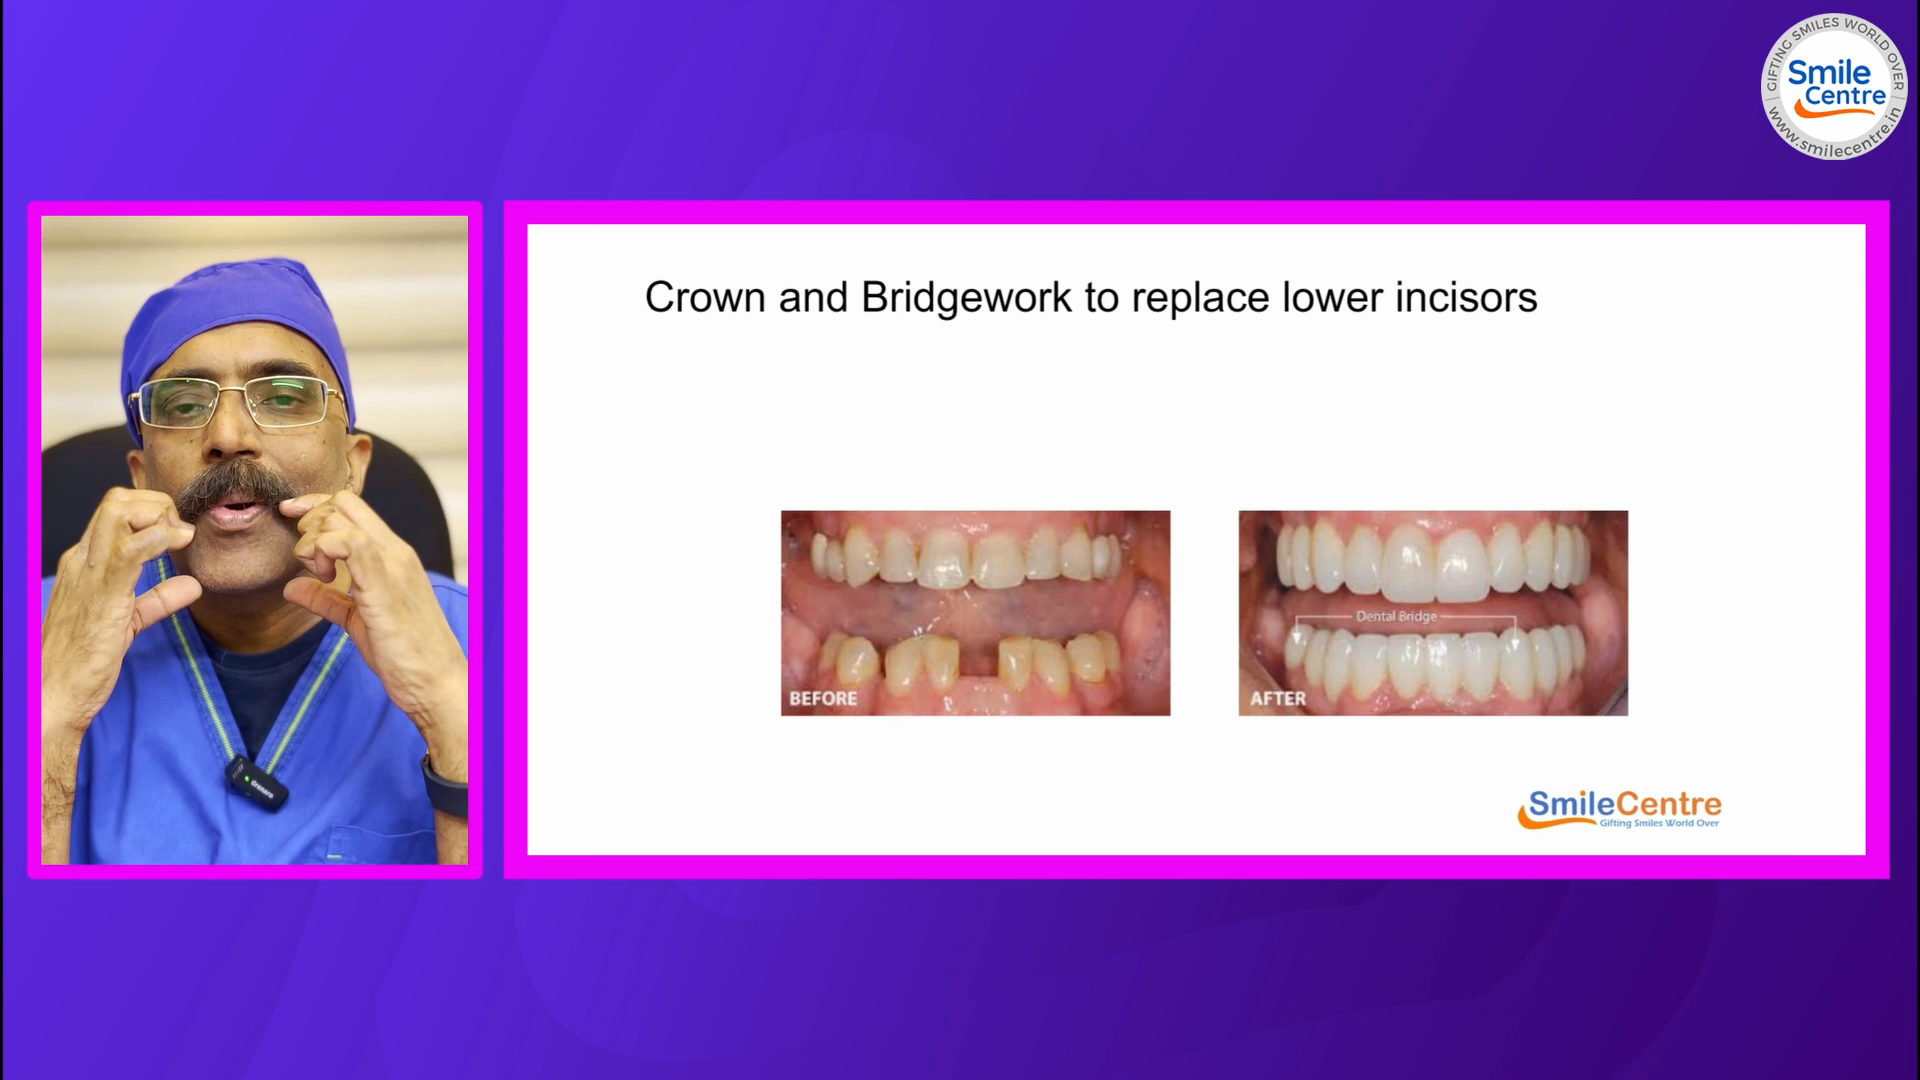 GIFTING SMILES WORLD OVER
Smile
Centre
www.smilecentre.in
Crown and Bridgework to replace lower incisors
Dental Bridge
BEFORE
AFTER
SmileCentre
Gifting Smiles World Over